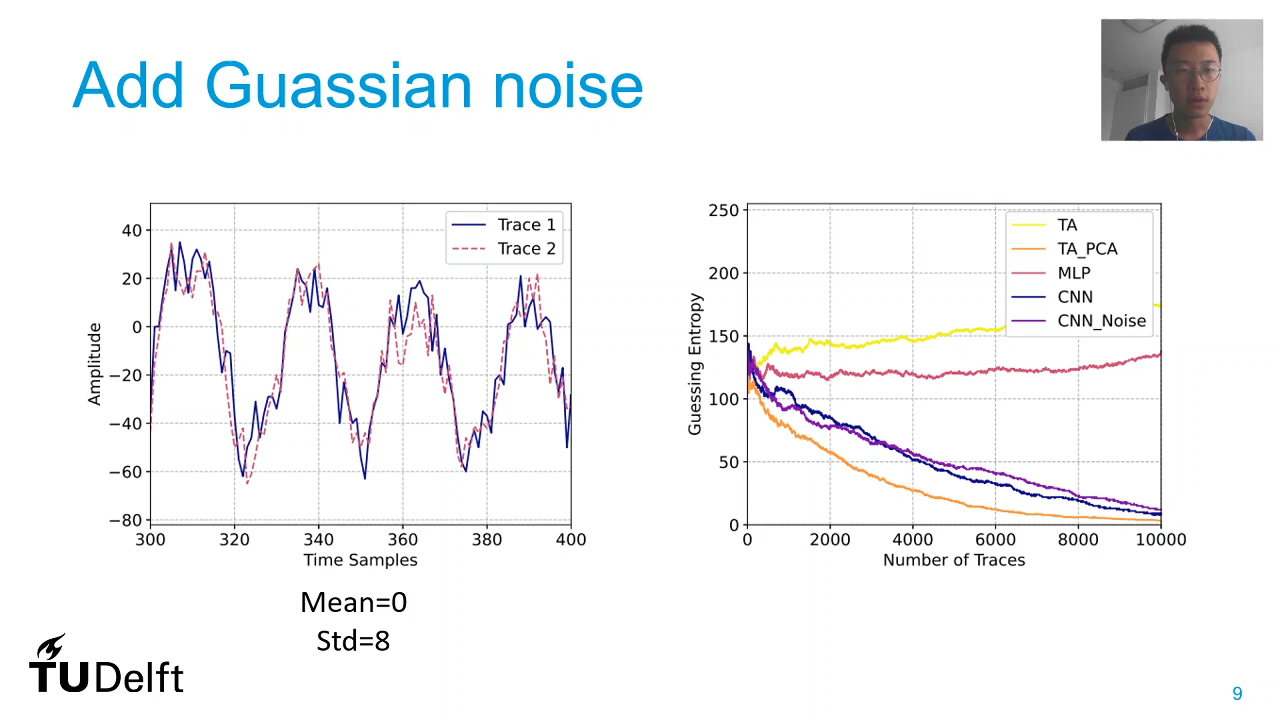 Add Guassian noise
Trace 1
Trace 2
40
20
0
−20
−40
−60
−80
300 320 340 360 380 400
Amplitude
Time Samples
Mean=0
Std=8
TA
TA_PCA
MLP
CNN
CNN_Noise
250
200
150
100
50
0
0 2000 4000 6000 8000 10000
Guessing Entropy
Number of Traces
TUDelft
9